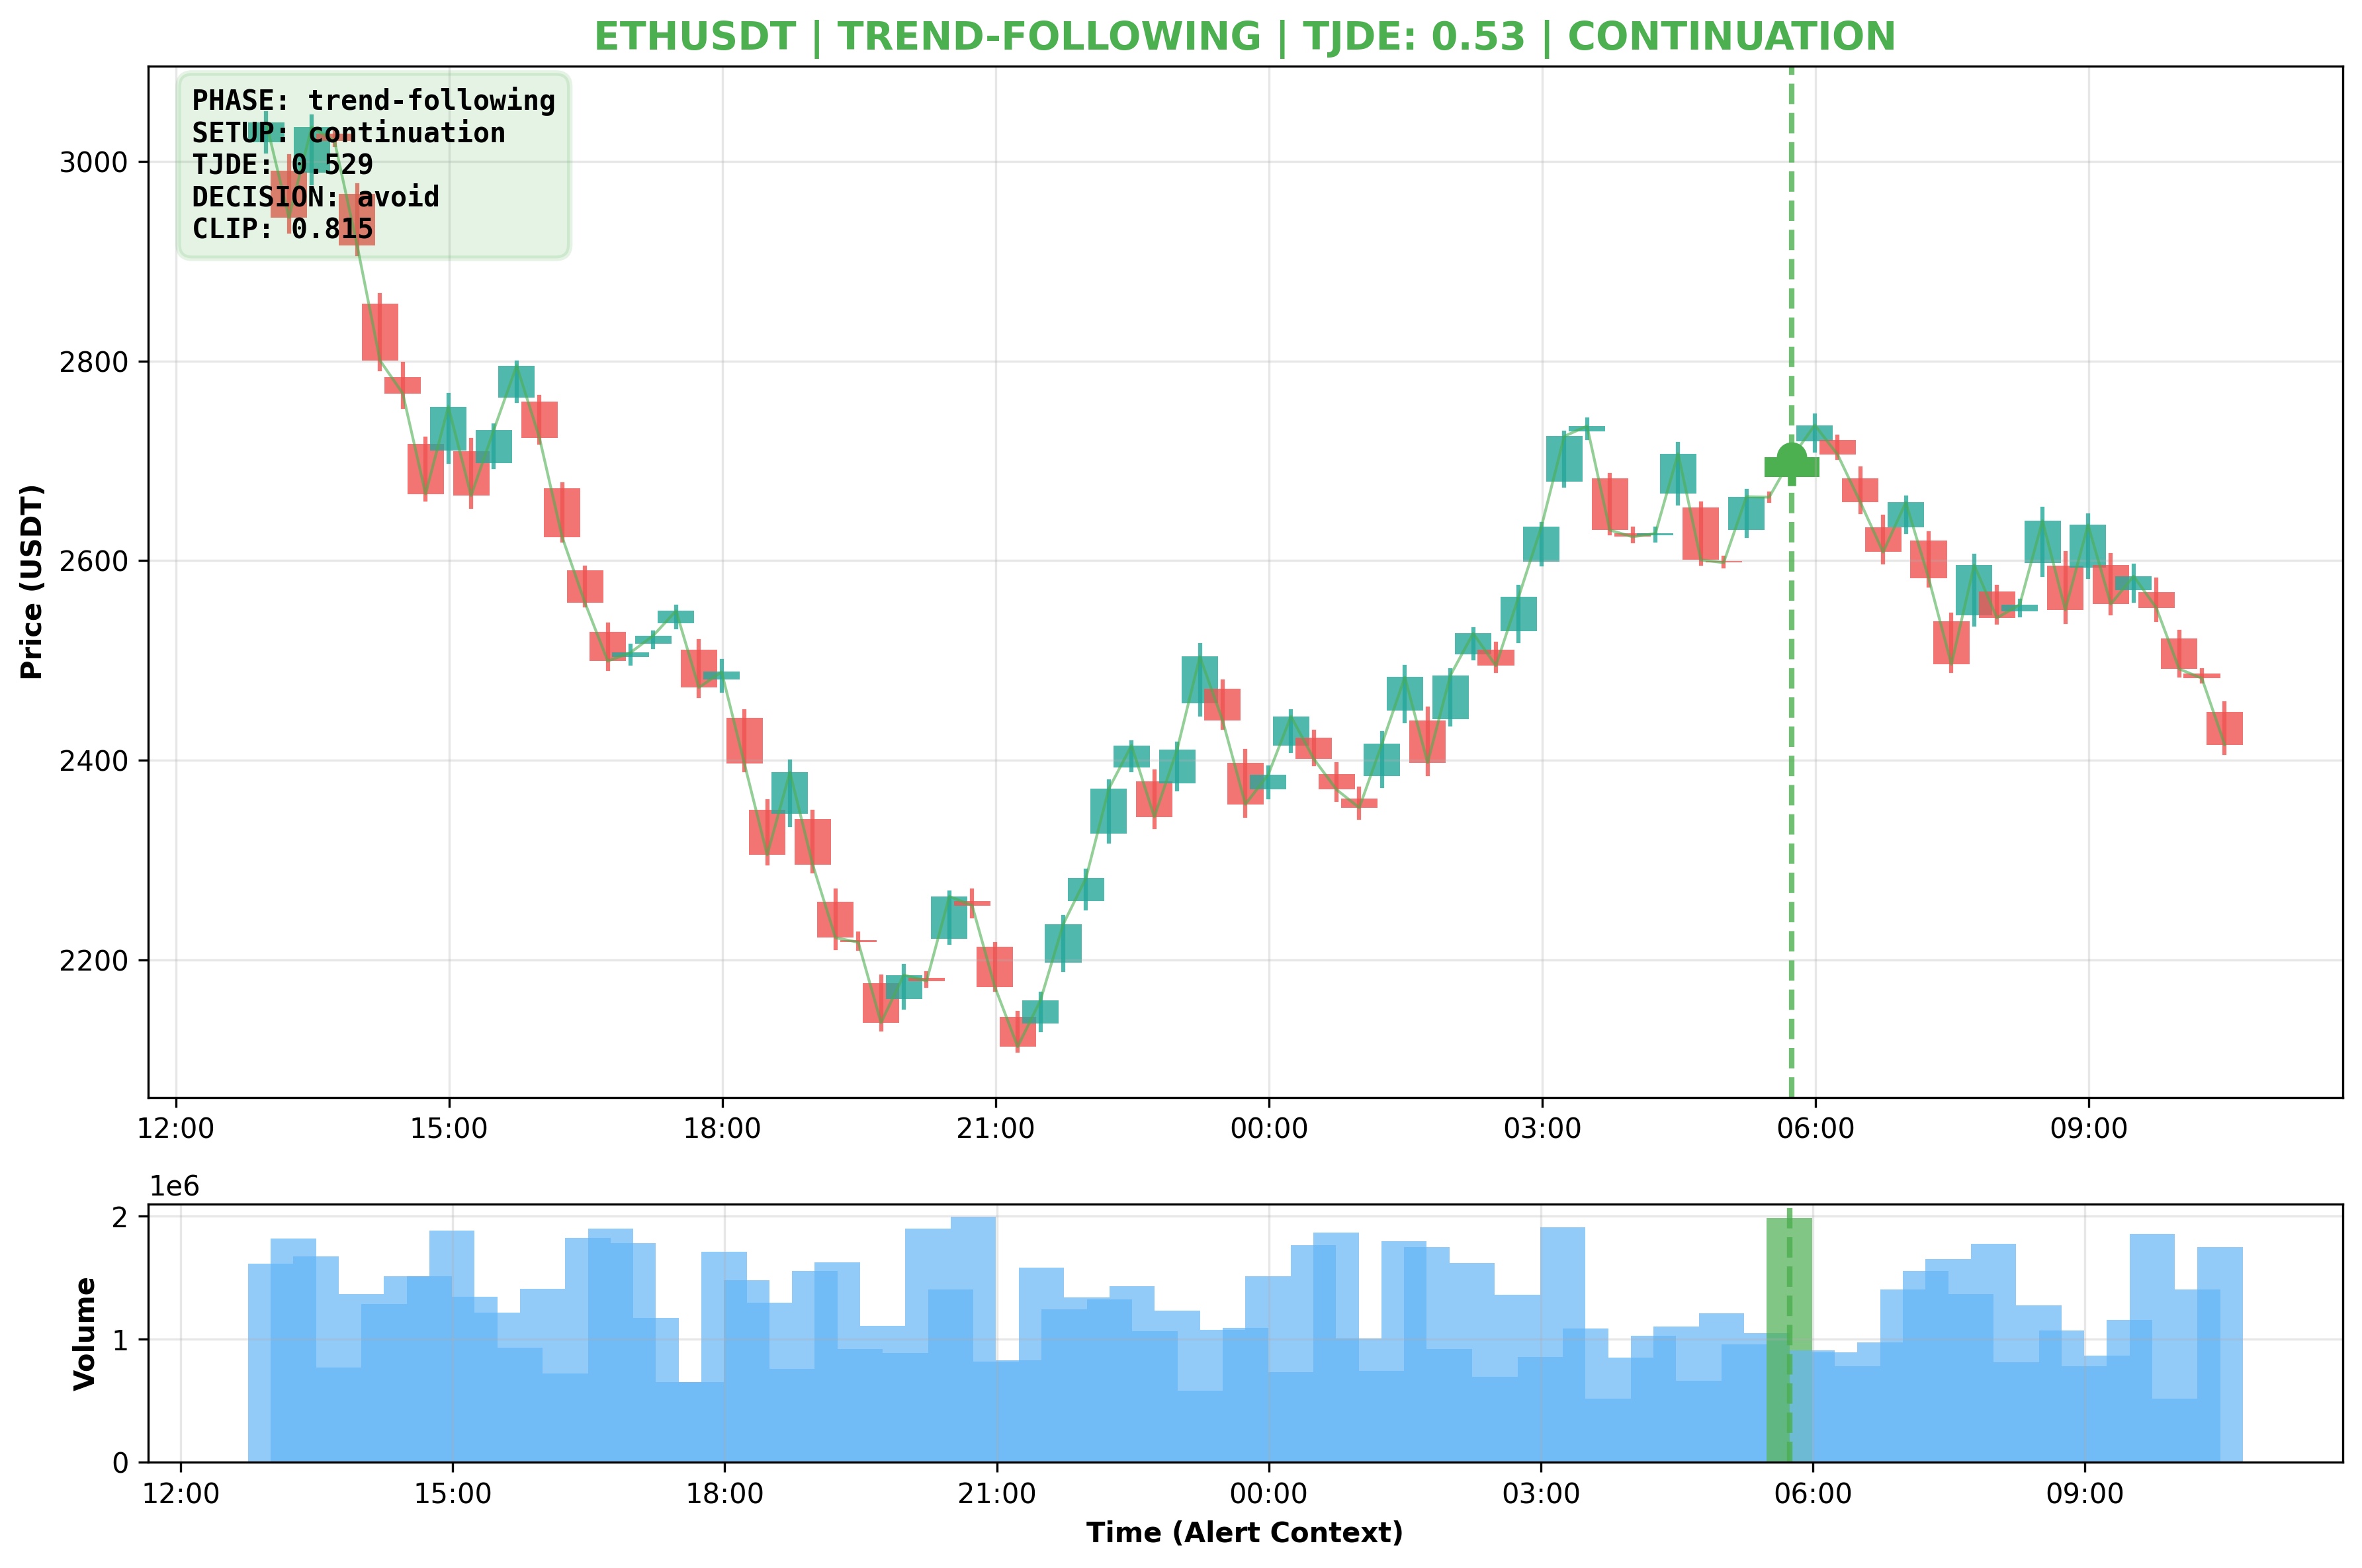 ETHUSDT | TREND-FOLLOWING | TJDE: 0.53 | CONTINUATION
PHASE: trend-following
SETUP: continuation
TJDE: 0.529
DECISION: avoid
CLIP: 0.815
Price (USDT)
3000
2800
2600
2400
2200
12:00 15:00 18:00 21:00 00:00 03:00 06:00 09:00
1e6
Volume
2
1
0
12:00 15:00 18:00 21:00 00:00 03:00 06:00 09:00
Time (Alert Context)